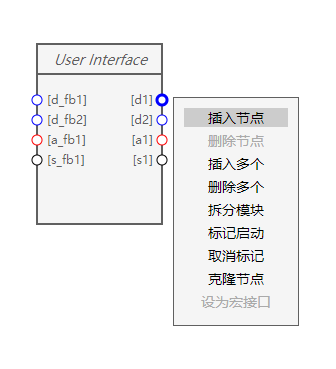 User Interface
[d_fb1] [d1]
[d_fb2] [d2]
[a_fb1] [a1]
[s_fb1] [s1]
插入节点
删除节点
插入多个
删除多个
拆分模块
标记启动
取消标记
克隆节点
设为宏接口